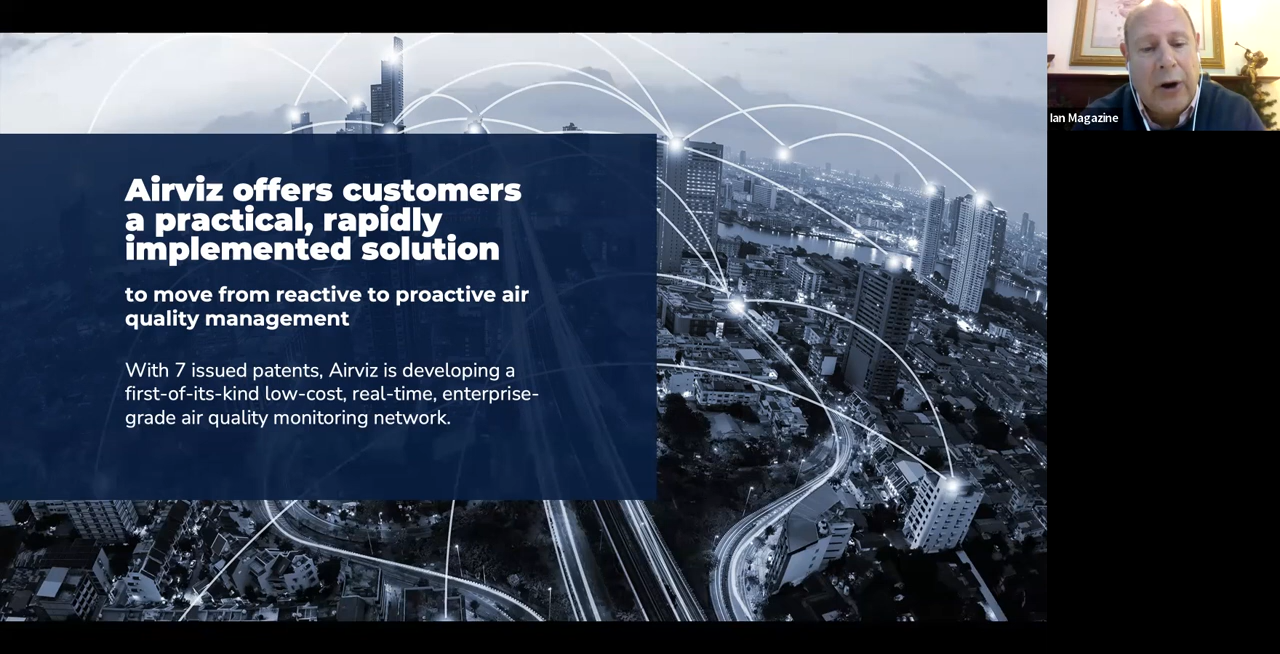 Airviz offers customers
a practical, rapidly
implemented solution
to move from reactive to proactive air
quality management
With 7 issued patents, Airviz is developing a
first-of-its-kind low-cost, real-time, enterprise-
grade air quality monitoring network.
Ian Magazine